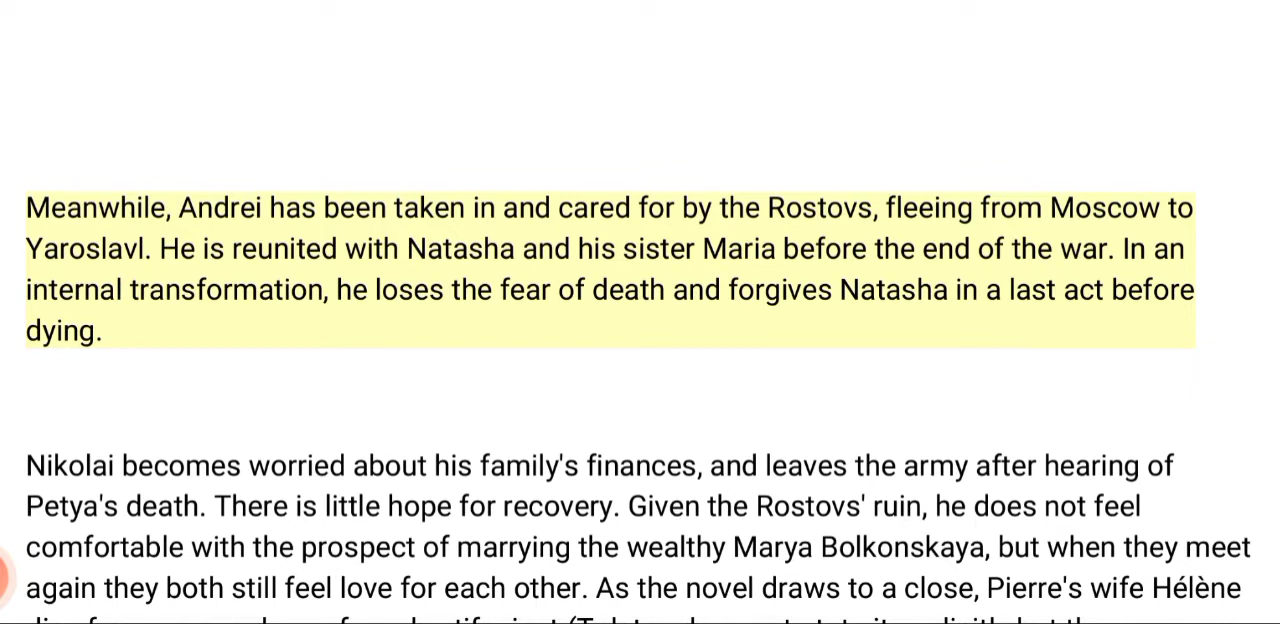 Meanwhile, Andrei has been taken in and cared for by the Rostovs, fleeing from Moscow to
Yaroslavl. He is reunited with Natasha and his sister Maria before the end of the war. In an
internal transformation, he loses the fear of death and forgives Natasha in a last act before
dying.
Nikolai becomes worried about his family's finances, and leaves the army after hearing of
Petya's death. There is little hope for recovery. Given the Rostovs' ruin, he does not feel
comfortable with the prospect of marrying the wealthy Marya Bolkonskaya, but when they meet
again they both still feel love for each other. As the novel draws to a close, Pierre's wife Hélène